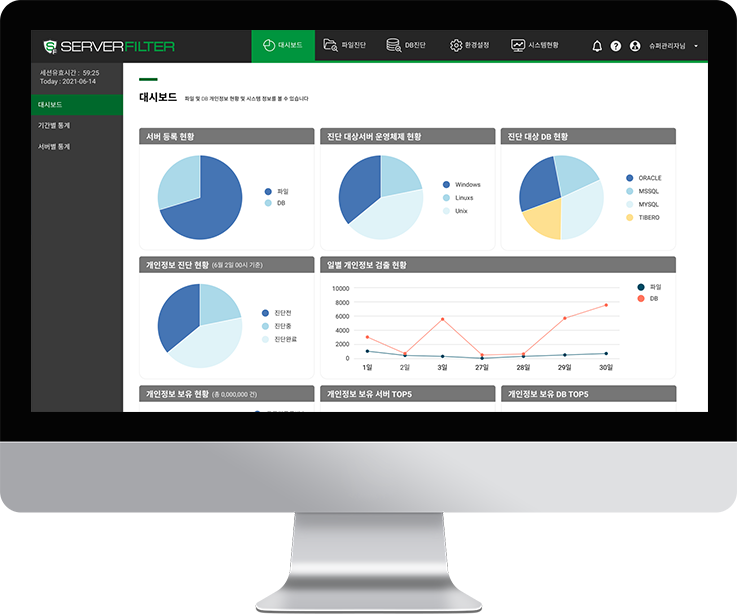 SERVERFILTER
대시보드
파일진단
DB진단
환경설정
시스템현황
슈퍼관리자님
세션유효시간 : 59:25
Today : 2021-06-14
대시보드
기간별 통계
서버별 통계
대시보드 파일 및 DB 개인정보 현황 및 시스템 정보를 볼 수 있습니다
서버 등록 현황
파일
DB
진단 대상서버 운영체제 현황
Windows
Linuxs
Unix
진단 대상 DB 현황
ORACLE
MSSQL
MYSQL
TIBERO
개인정보 진단 현황 (6월 2일 00시 기준)
진단전
진단중
진단완료
일별 개인정보 검출 현황
10000
8000
6000
4000
2000
0
1일 2일 3일 27일 28일 29일 30일
파일
DB
개인정보 보유 현황 (총 0,000,000 건)
개인정보 보유 서버 TOP5
개인정보 보유 DB TOP5